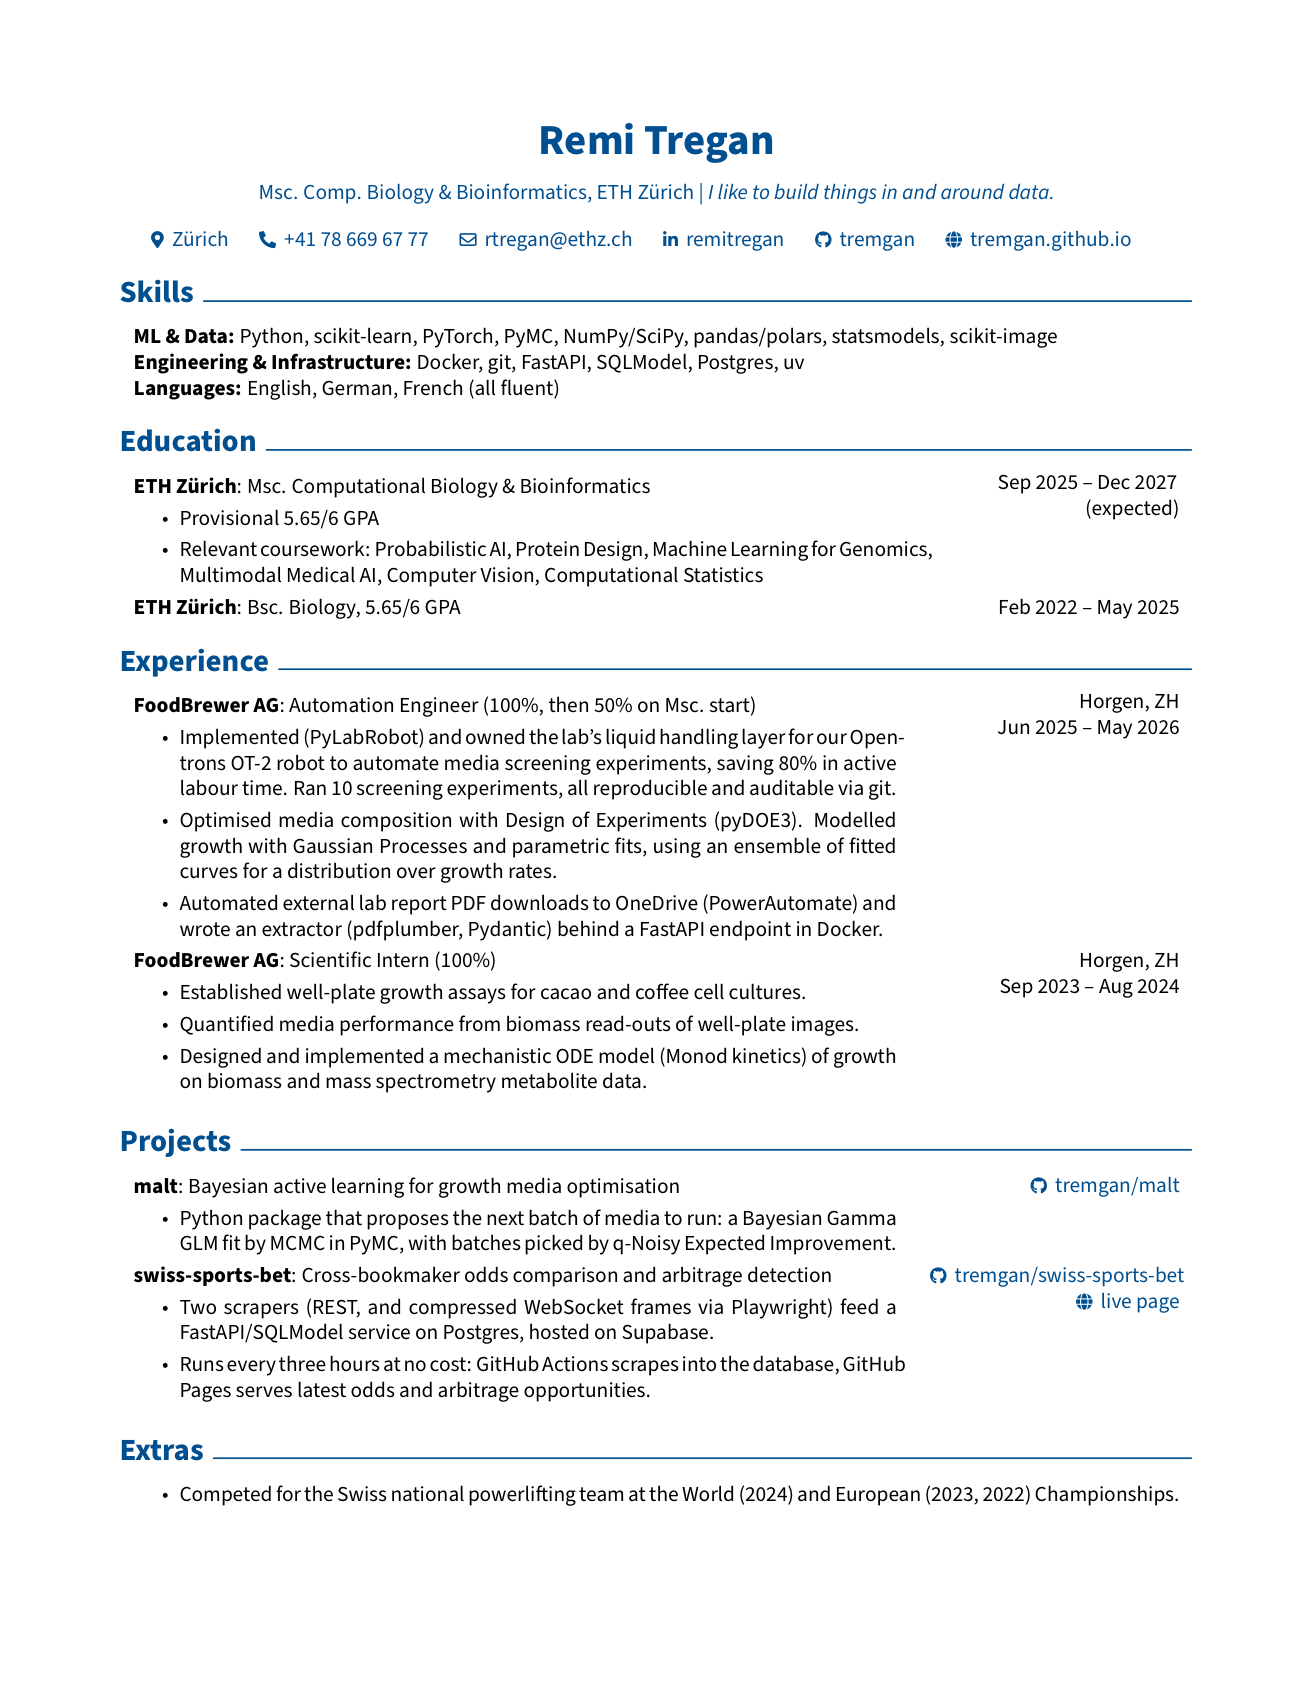 Remi Tregan
Msc. Comp. Biology & Bioinformatics, ETH Zürich | I like to build things in and around data.
Zürich +41 78 669 67 77 rtregan@ethz.ch remitregan tremgan tremgan.github.io
Skills
ML & Data: Python, scikit-learn, PyTorch, PyMC, NumPy/SciPy, pandas/polars, statsmodels, scikit-image
Engineering & Infrastructure: Docker, git, FastAPI, SQLModel, Postgres, uv
Languages: English, German, French (all fluent)
Education
ETH Zürich: Msc. Computational Biology & Bioinformatics
Sep 2025 – Dec 2027
(expected)
• Provisional 5.65/6 GPA
• Relevant coursework: Probabilistic AI, Protein Design, Machine Learning for Genomics,
Multimodal Medical AI, Computer Vision, Computational Statistics
ETH Zürich: Bsc. Biology, 5.65/6 GPA
Feb 2022 – May 2025
Experience
FoodBrewer AG: Automation Engineer (100%, then 50% on Msc. start)
Horgen, ZH
Jun 2025 – May 2026
• Implemented (PyLabRobot) and owned the lab’s liquid handling layer for our Open-
trons OT-2 robot to automate media screening experiments, saving 80% in active
labour time. Ran 10 screening experiments, all reproducible and auditable via git.
• Optimised media composition with Design of Experiments (pyDOE3). Modelled
growth with Gaussian Processes and parametric fits, using an ensemble of fitted
curves for a distribution over growth rates.
• Automated external lab report PDF downloads to OneDrive (PowerAutomate) and
wrote an extractor (pdfplumber, Pydantic) behind a FastAPI endpoint in Docker.
FoodBrewer AG: Scientific Intern (100%)
Horgen, ZH
Sep 2023 – Aug 2024
• Established well-plate growth assays for cacao and coffee cell cultures.
• Quantified media performance from biomass read-outs of well-plate images.
• Designed and implemented a mechanistic ODE model (Monod kinetics) of growth
on biomass and mass spectrometry metabolite data.
Projects
malt: Bayesian active learning for growth media optimisation
tremgan/malt
• Python package that proposes the next batch of media to run: a Bayesian Gamma
GLM fit by MCMC in PyMC, with batches picked by q-Noisy Expected Improvement.
swiss-sports-bet: Cross-bookmaker odds comparison and arbitrage detection
tremgan/swiss-sports-bet
live page
• Two scrapers (REST, and compressed WebSocket frames via Playwright) feed a
FastAPI/SQLModel service on Postgres, hosted on Supabase.
• Runs every three hours at no cost: GitHub Actions scrapes into the database, GitHub
Pages serves latest odds and arbitrage opportunities.
Extras
• Competed for the Swiss national powerlifting team at the World (2024) and European (2023, 2022) Championships.